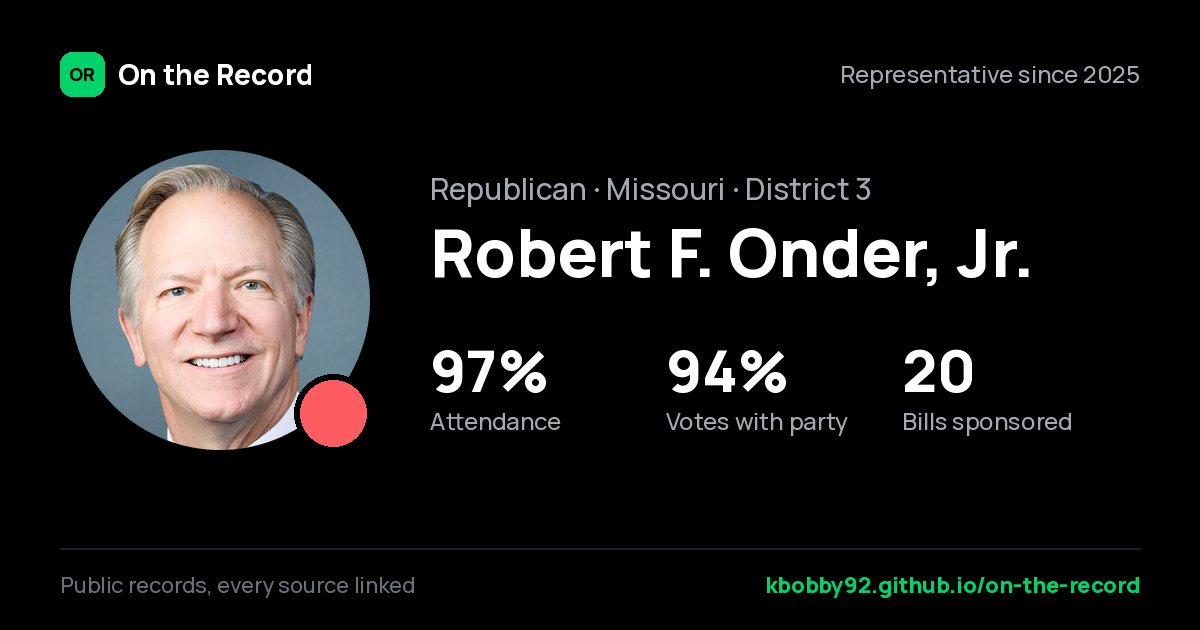 OR On the Record
Representative since 2025
Republican · Missouri · District 3
Robert F. Onder, Jr.
97% 94% 20
Attendance Votes with party Bills sponsored
Public records, every source linked
kbobby92.github.io/on-the-record